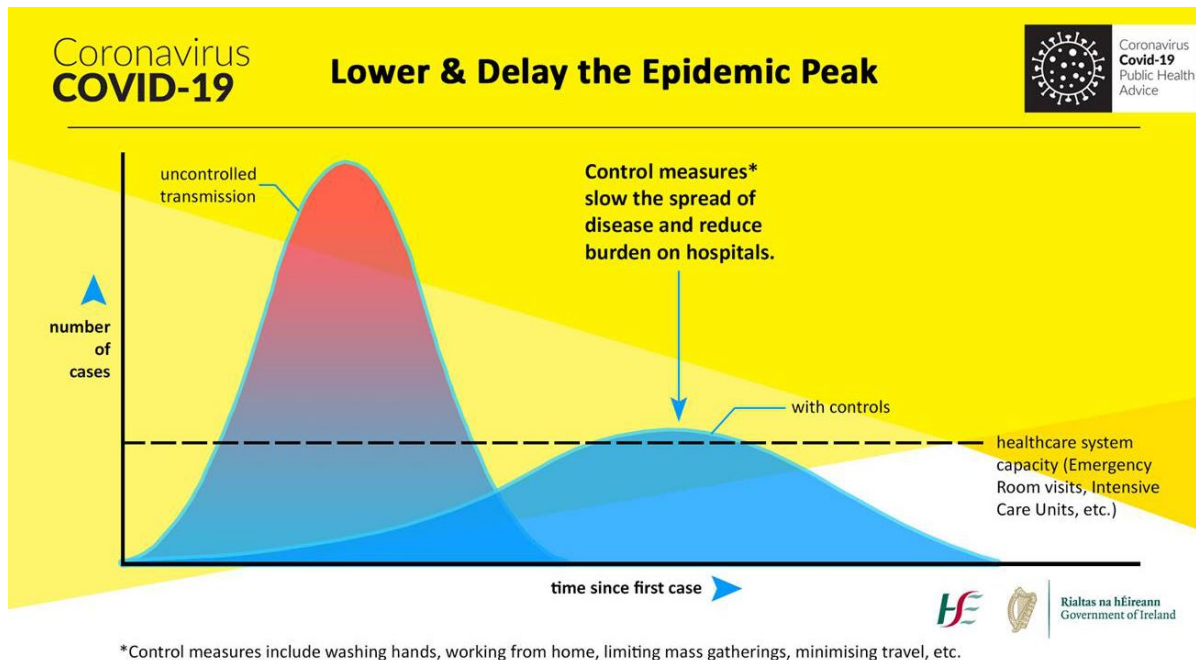 Coronavirus
COVID-19
Lower & Delay the Epidemic Peak
Coronavirus
Covid-19
Public Health
Advice
uncontrolled
transmission
Control measures*
slow the spread of
disease and reduce
burden on hospitals.
number
of
cases
with controls
healthcare system
capacity (Emergency
Room visits, Intensive
Care Units, etc.)
time since first case
HSE
Rialtas na hÉireann
Government of Ireland
*Control measures include washing hands, working from home, limiting mass gatherings, minimising travel, etc.